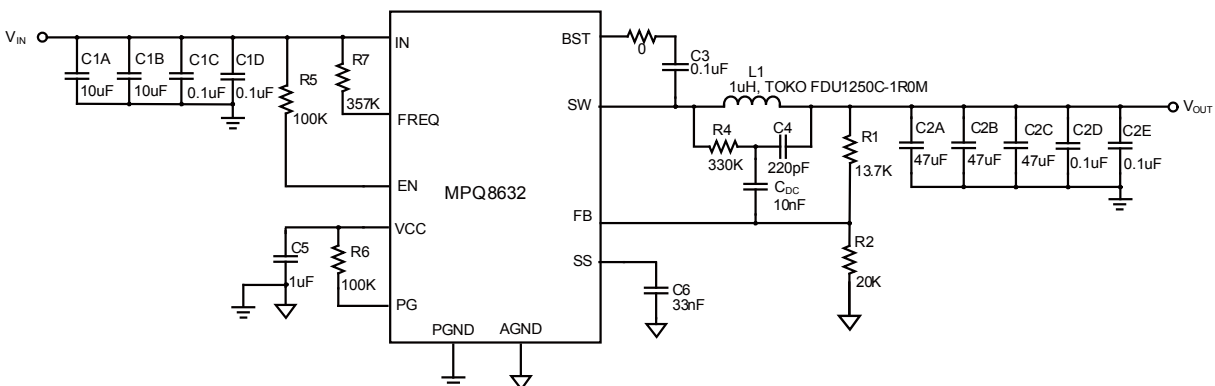 VIN
C1A
10uF
C1B
10uF
C1C
0.1uF
C1D
0.1uF
R5
100K
R7
357K
IN
FREQ
EN
VCC
PG
PGND
AGND
MPQ8632
BST
SW
FB
SS
C5
1uF
R6
100K
0
C3
0.1uF
L1
1uH, TOKO FDU1250C-1R0M
R4
330K
C4
220pF
CDC
10nF
R1
13.7K
R2
20K
C6
33nF
C2A
47uF
C2B
47uF
C2C
47uF
C2D
0.1uF
C2E
0.1uF
VOUT